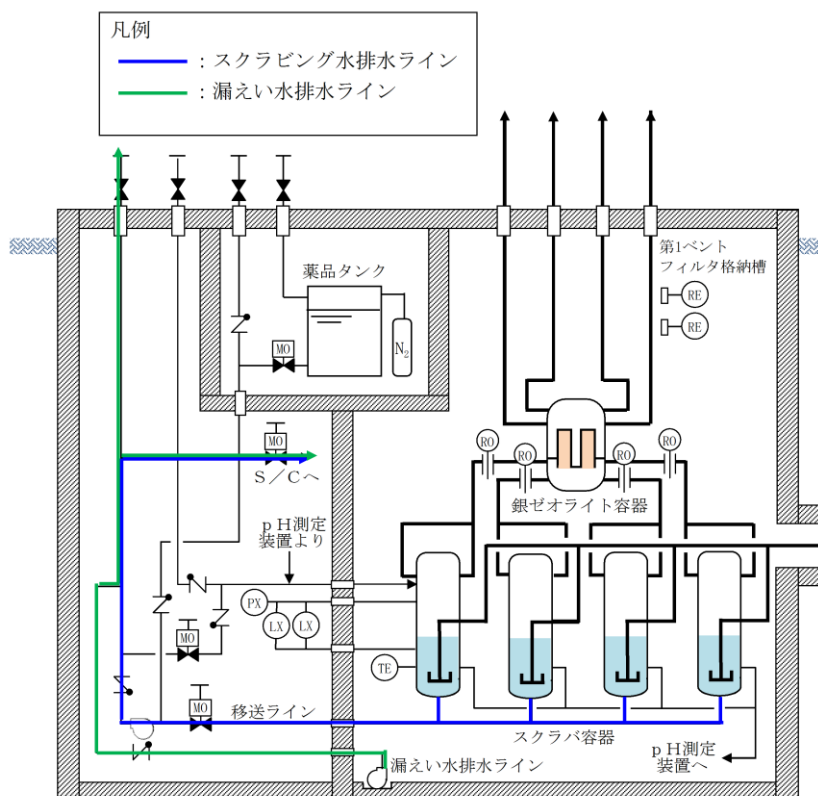 凡例
：スクラビング水排水ライン
：漏えい水排水ライン
第1ベント
フィルタ格納槽
RE
RE
薬品タンク
N₂
MO
MO
S／Cへ
RO
RO
RO
RO
銀ゼオライト容器
ｐH測定
装置より
PX
LX
LX
MO
TE
MO
移送ライン
スクラバ容器
ｐH測定
装置へ
漏えい水排水ライン